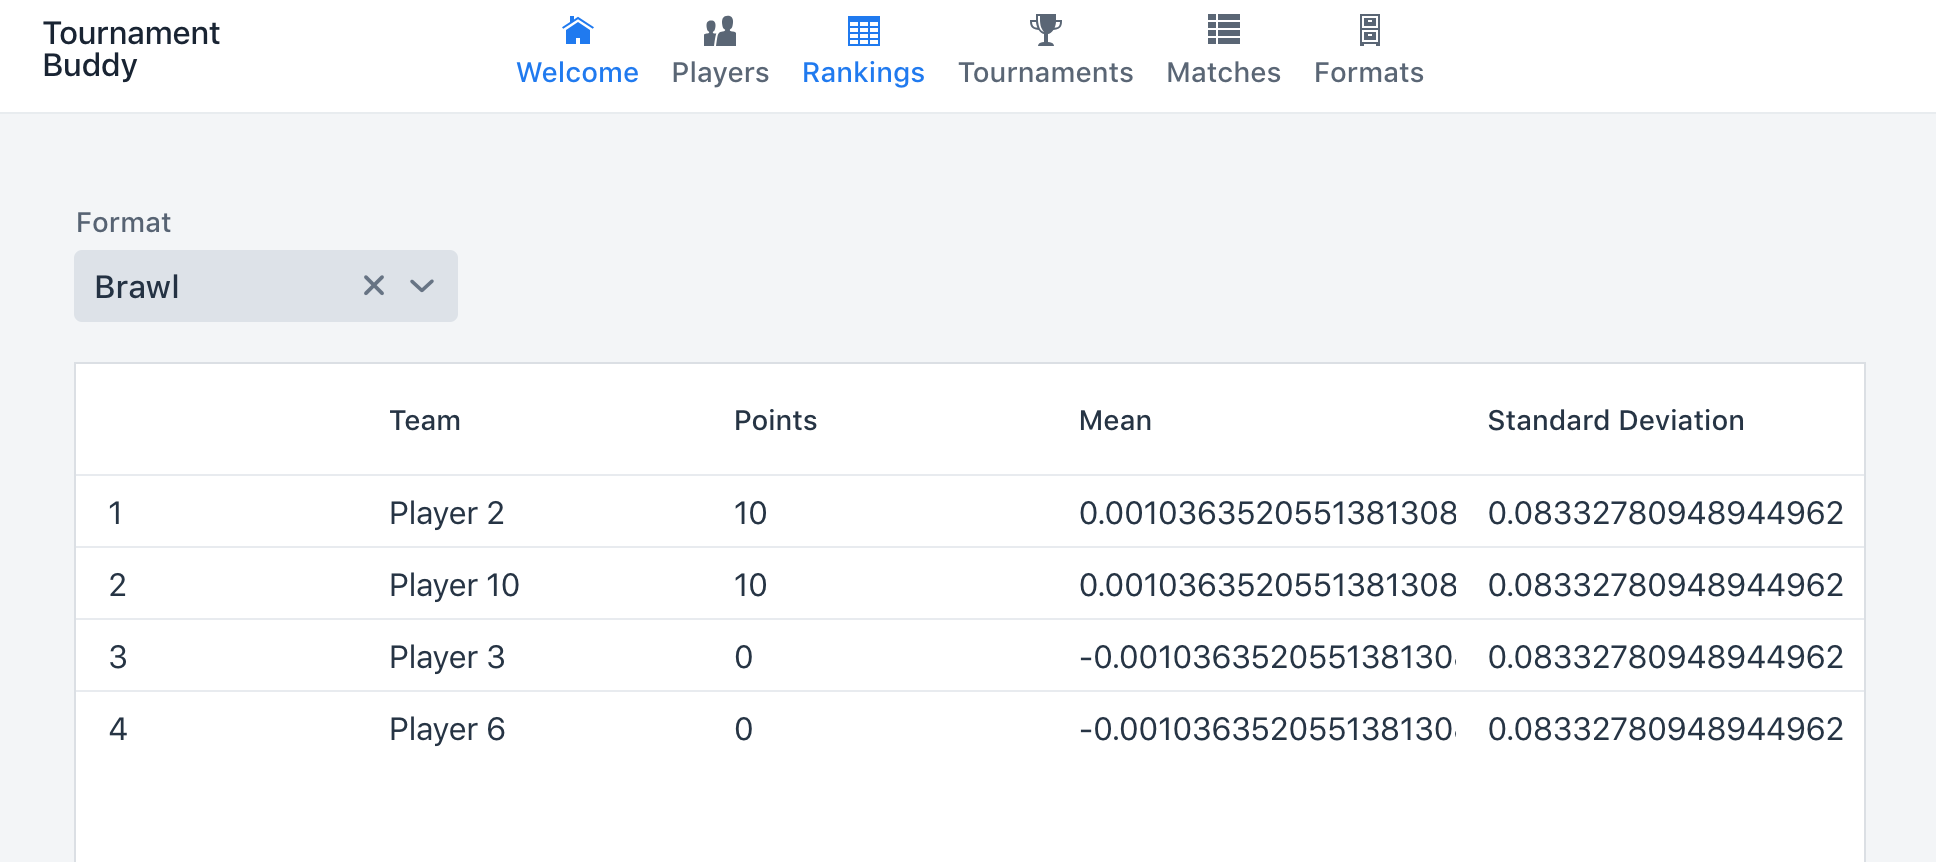 Tournament
Buddy
Welcome Players Rankings Tournaments Matches Formats
Format
Brawl
Team Points Mean Standard Deviation
1 Player 2 10 0.0010363520551381308 0.08332780948944962
2 Player 10 10 0.0010363520551381308 0.08332780948944962
3 Player 3 0 -0.001036352055138130 0.08332780948944962
4 Player 6 0 -0.001036352055138130 0.08332780948944962